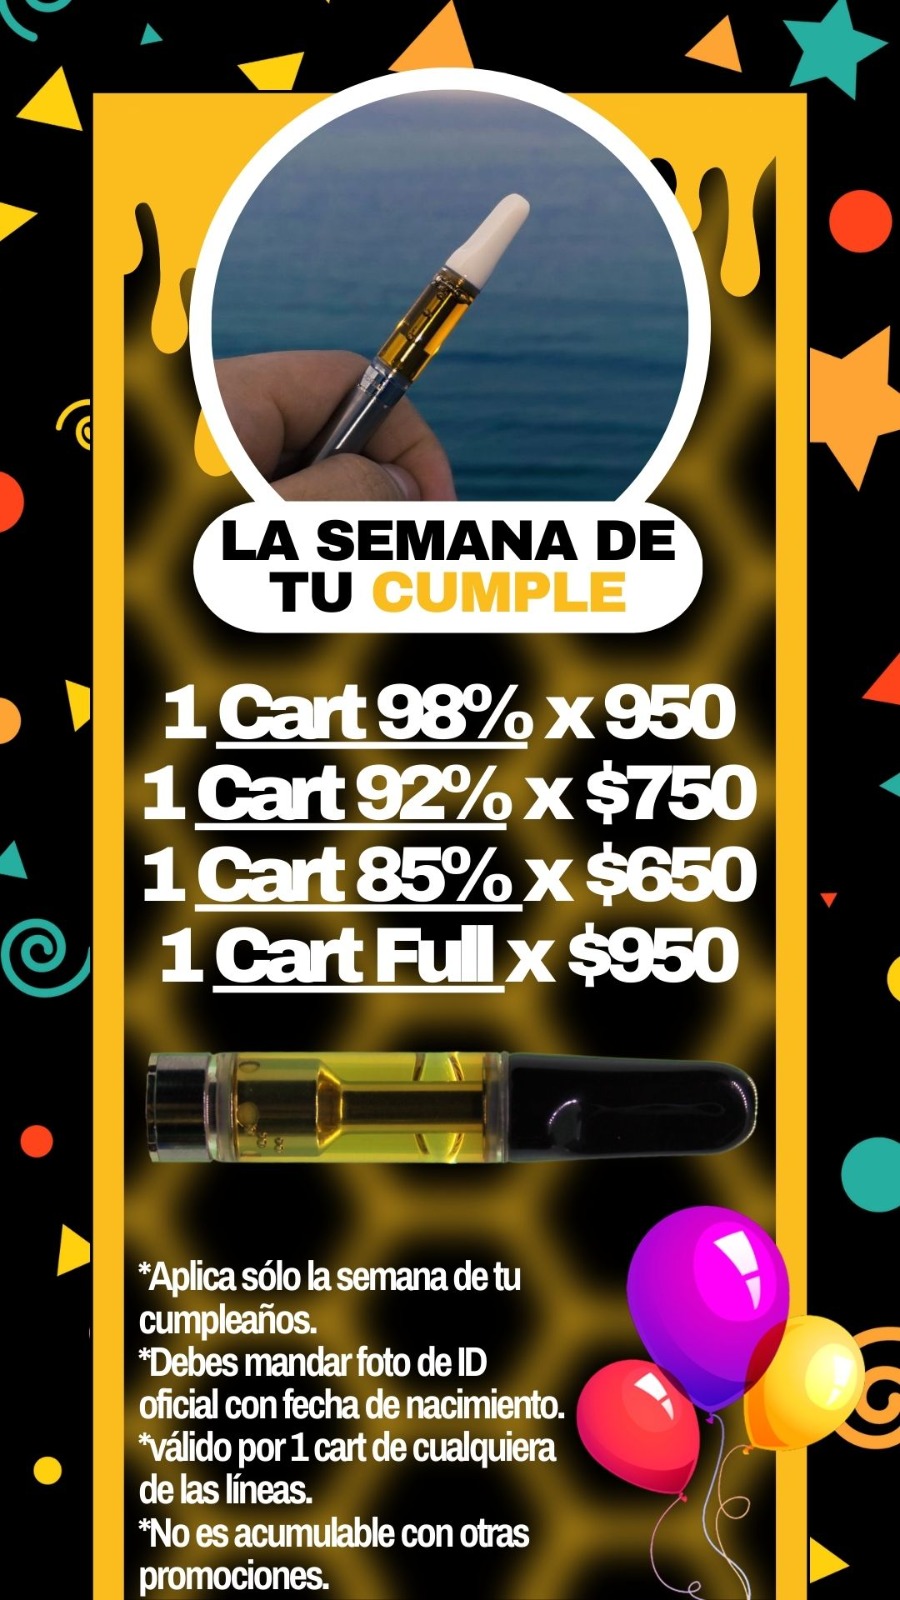 LA SEMANA DE
TU CUMPLE
1 Cart 98% x 950
1 Cart 92% x $750
1 Cart 85% x $650
1 Cart Full x $950
*Aplica sólo la semana de tu
cumpleaños.
*Debes mandar foto de ID
oficial con fecha de nacimiento.
*válido por 1 cart de cualquiera
de las líneas.
*No es acumulable con otras
promociones.